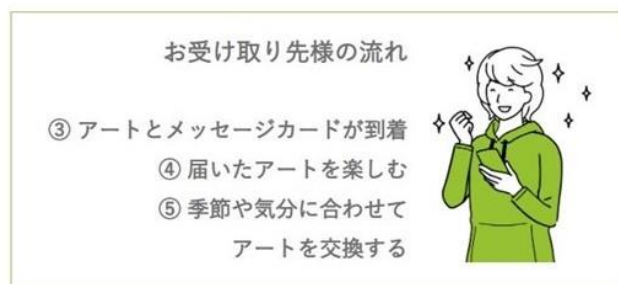 お受け取り先様の流れ
③ アートとメッセージカードが到着
④ 届いたアートを楽しむ
⑤ 季節や気分に合わせて
アートを交換する